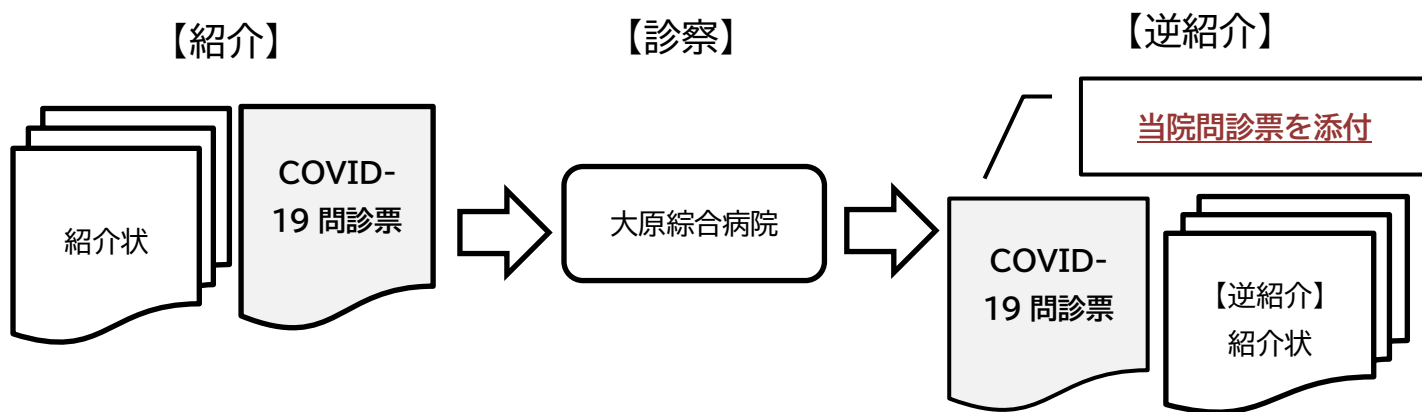 【紹介】
【診察】
【逆紹介】
当院問診票を添付
紹介状
COVID-
19 問診票
大原綜合病院
COVID-
19 問診票
【逆紹介】
紹介状